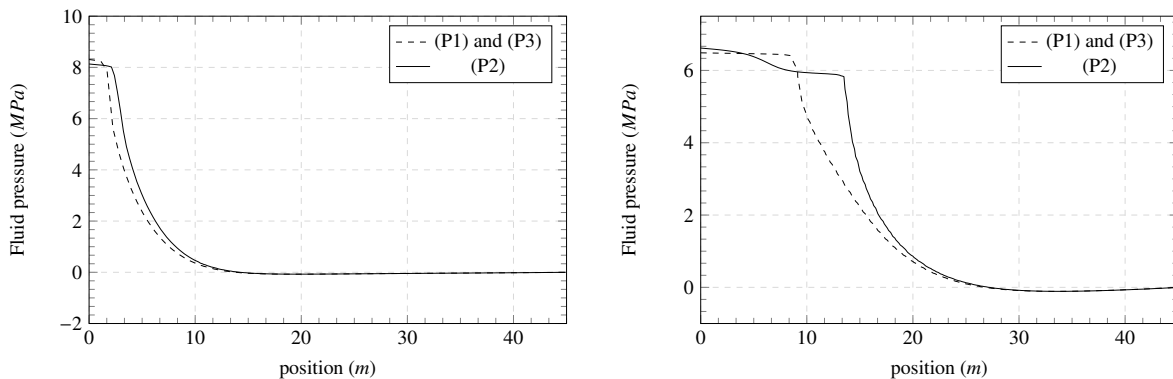 10
8
6
4
2
0
−2
0
10
20
30
40
Fluid pressure (MPa)
position (m)
(P1) and (P3)
(P2)
6
4
2
0
0
10
20
30
40
Fluid pressure (MPa)
position (m)
(P1) and (P3)
(P2)